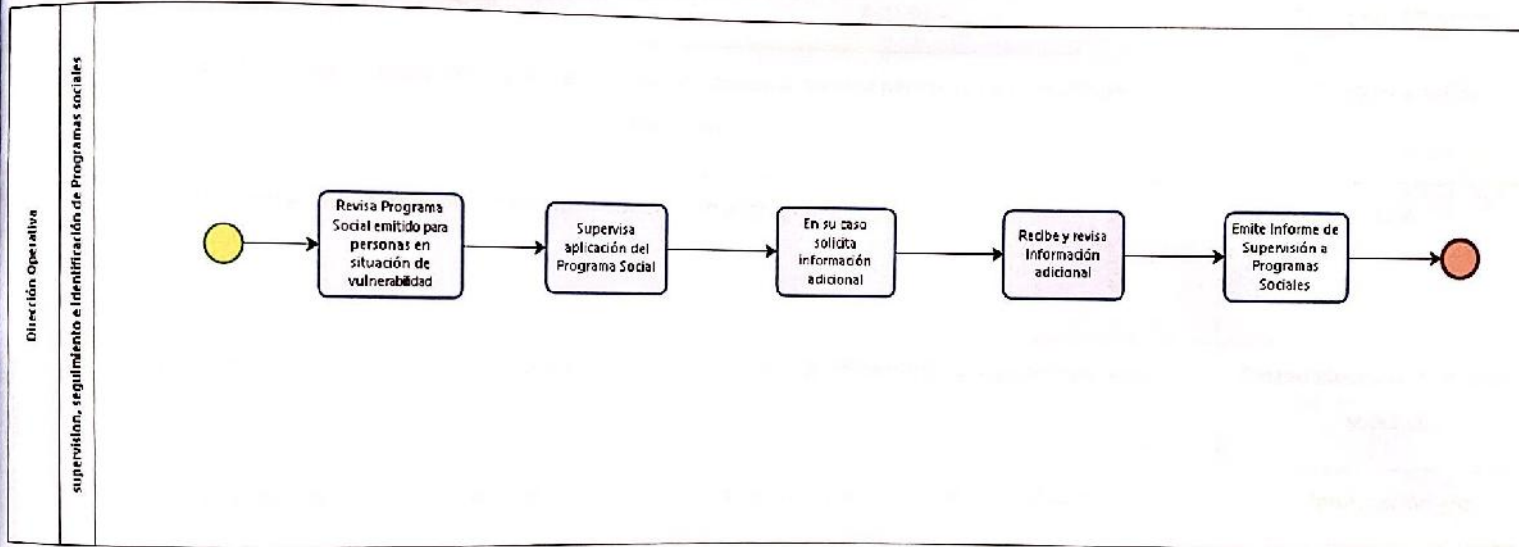 Dirección Operativa
supervision, seguimiento e Identificación de Programas sociales
Revisa Programa
Social emitido para
personas en
situación de
vulnerabilidad
Supervisa
aplicación del
Programa Social
En su caso
solicita
información
adicional
Recibe y revisa
Información
adicional
Emite Informe de
Supervisión a
Programas
Sociales